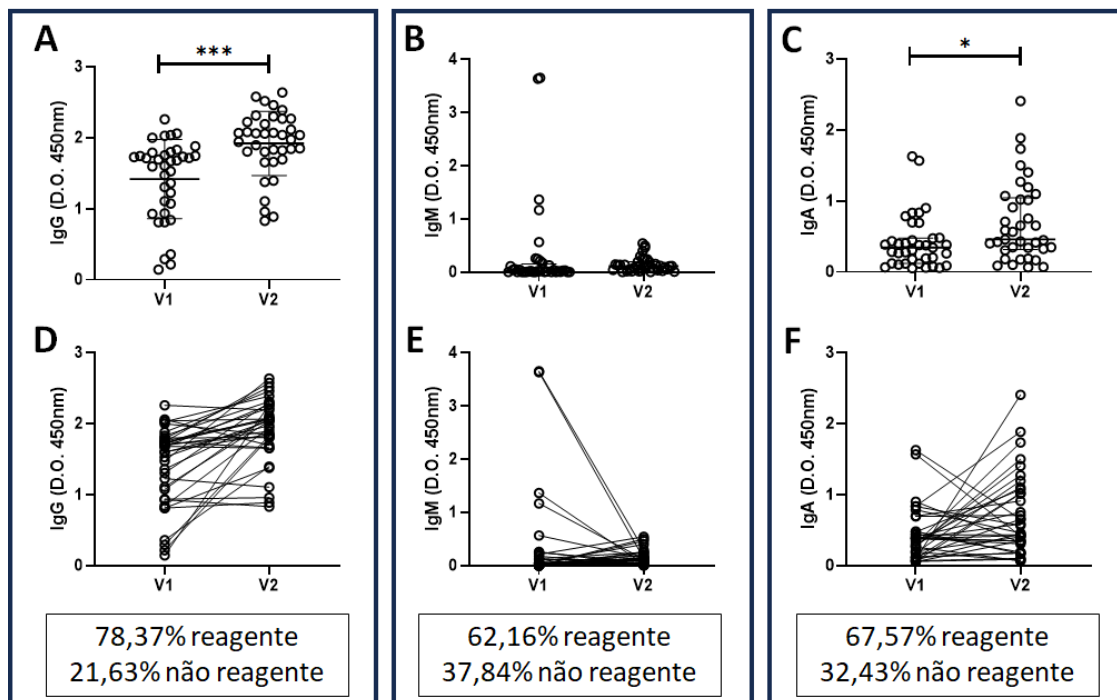 A
***
IgG (D.O. 450nm)
3
2
1
0
V1
V2
B
IgM (D.O. 450nm)
4
3
2
1
0
V1
V2
C
*
IgA (D.O. 450nm)
3
2
1
0
V1
V2
D
IgG (D.O. 450nm)
3
2
1
0
V1
V2
E
IgM (D.O. 450nm)
4
3
2
1
0
V1
V2
F
IgA (D.O. 450nm)
3
2
1
0
V1
V2
78,37% reagente
21,63% não reagente
62,16% reagente
37,84% não reagente
67,57% reagente
32,43% não reagente